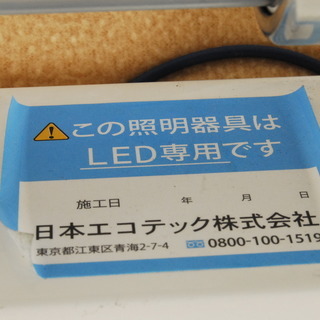 この照明器具は
LED専用です
施工日 年 月 日
日本エコテック株式会社
東京都江東区青海2-7-4 0800-100-1519